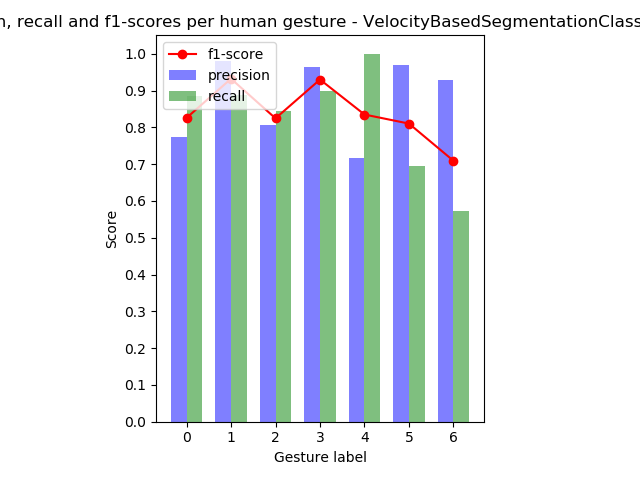 n, recall and f1-scores per human gesture - VelocityBasedSegmentationClass
f1-score
precision
recall
1.0
0.9
0.8
0.7
0.6
0.5
0.4
0.3
0.2
0.1
0.0
Score
0 1 2 3 4 5 6
Gesture label